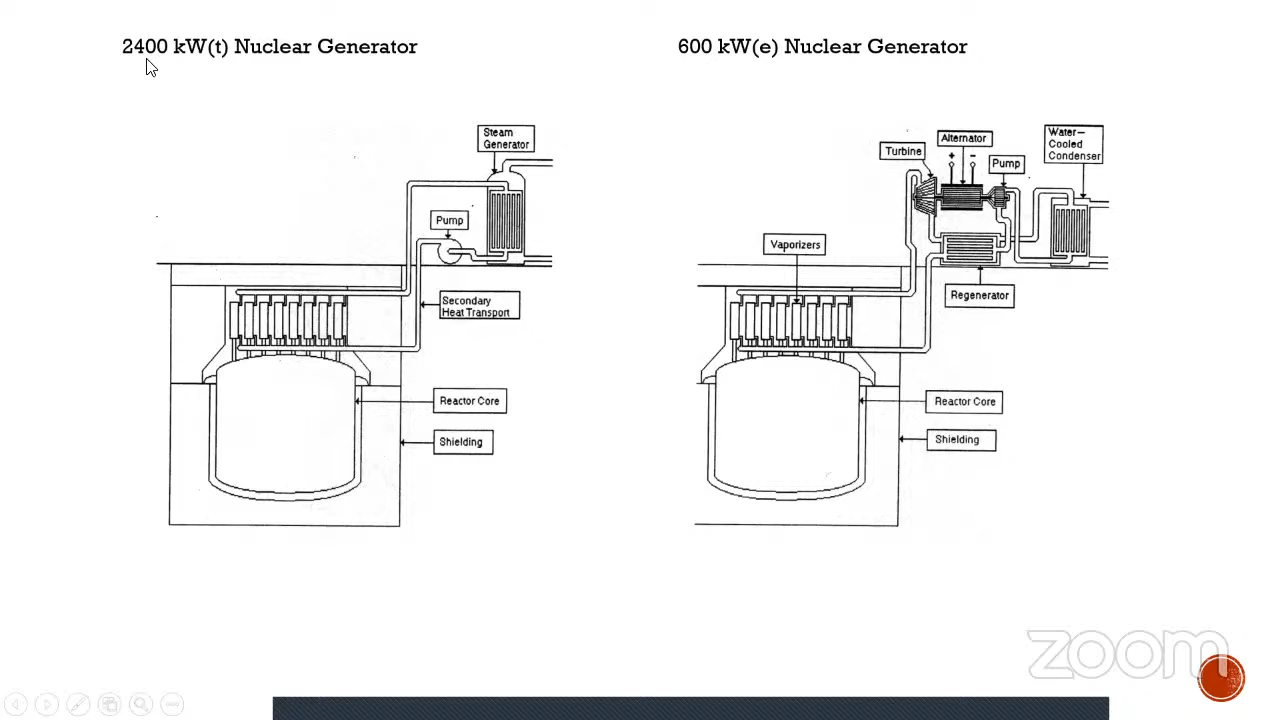 2400 kW(t) Nuclear Generator
Steam
Generator
Pump
Secondary
Heat Transport
Reactor Core
Shielding
600 kW(e) Nuclear Generator
Turbine
Alternator
+ −
Pump
Water–
Cooled
Condenser
Vaporizers
Regenerator
Reactor Core
Shielding
zoom